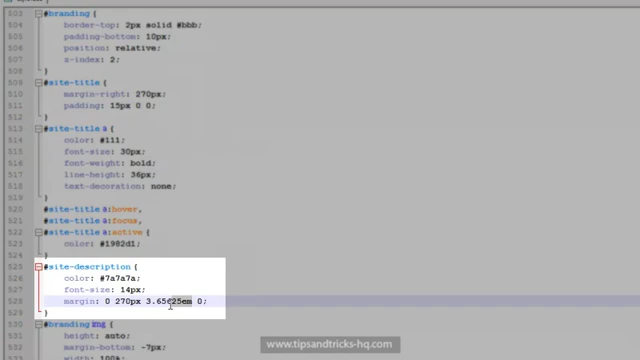 503 #branding {
504 border-top: 2px solid #bbb;
505 padding-bottom: 10px;
506 position: relative;
507 z-index: 2;
508 }
509 #site-title {
510 margin-right: 270px;
511 padding: 15px 0 0;
512 }
513 #site-title a {
514 color: #111;
515 font-size: 30px;
516 font-weight: bold;
517 line-height: 36px;
518 text-decoration: none;
519 }
520 #site-title a:hover,
521 #site-title a:focus,
522 #site-title a:active {
523 color: #1982d1;
524 }
525 #site-description {
526 color: #7a7a7a;
527 font-size: 14px;
528 margin: 0 270px 3.65625em 0;
529 }
530 #branding img {
531 height: auto;
532 margin-bottom: -7px;
533 width: 100%;
www.tipsandtricks-hq.com